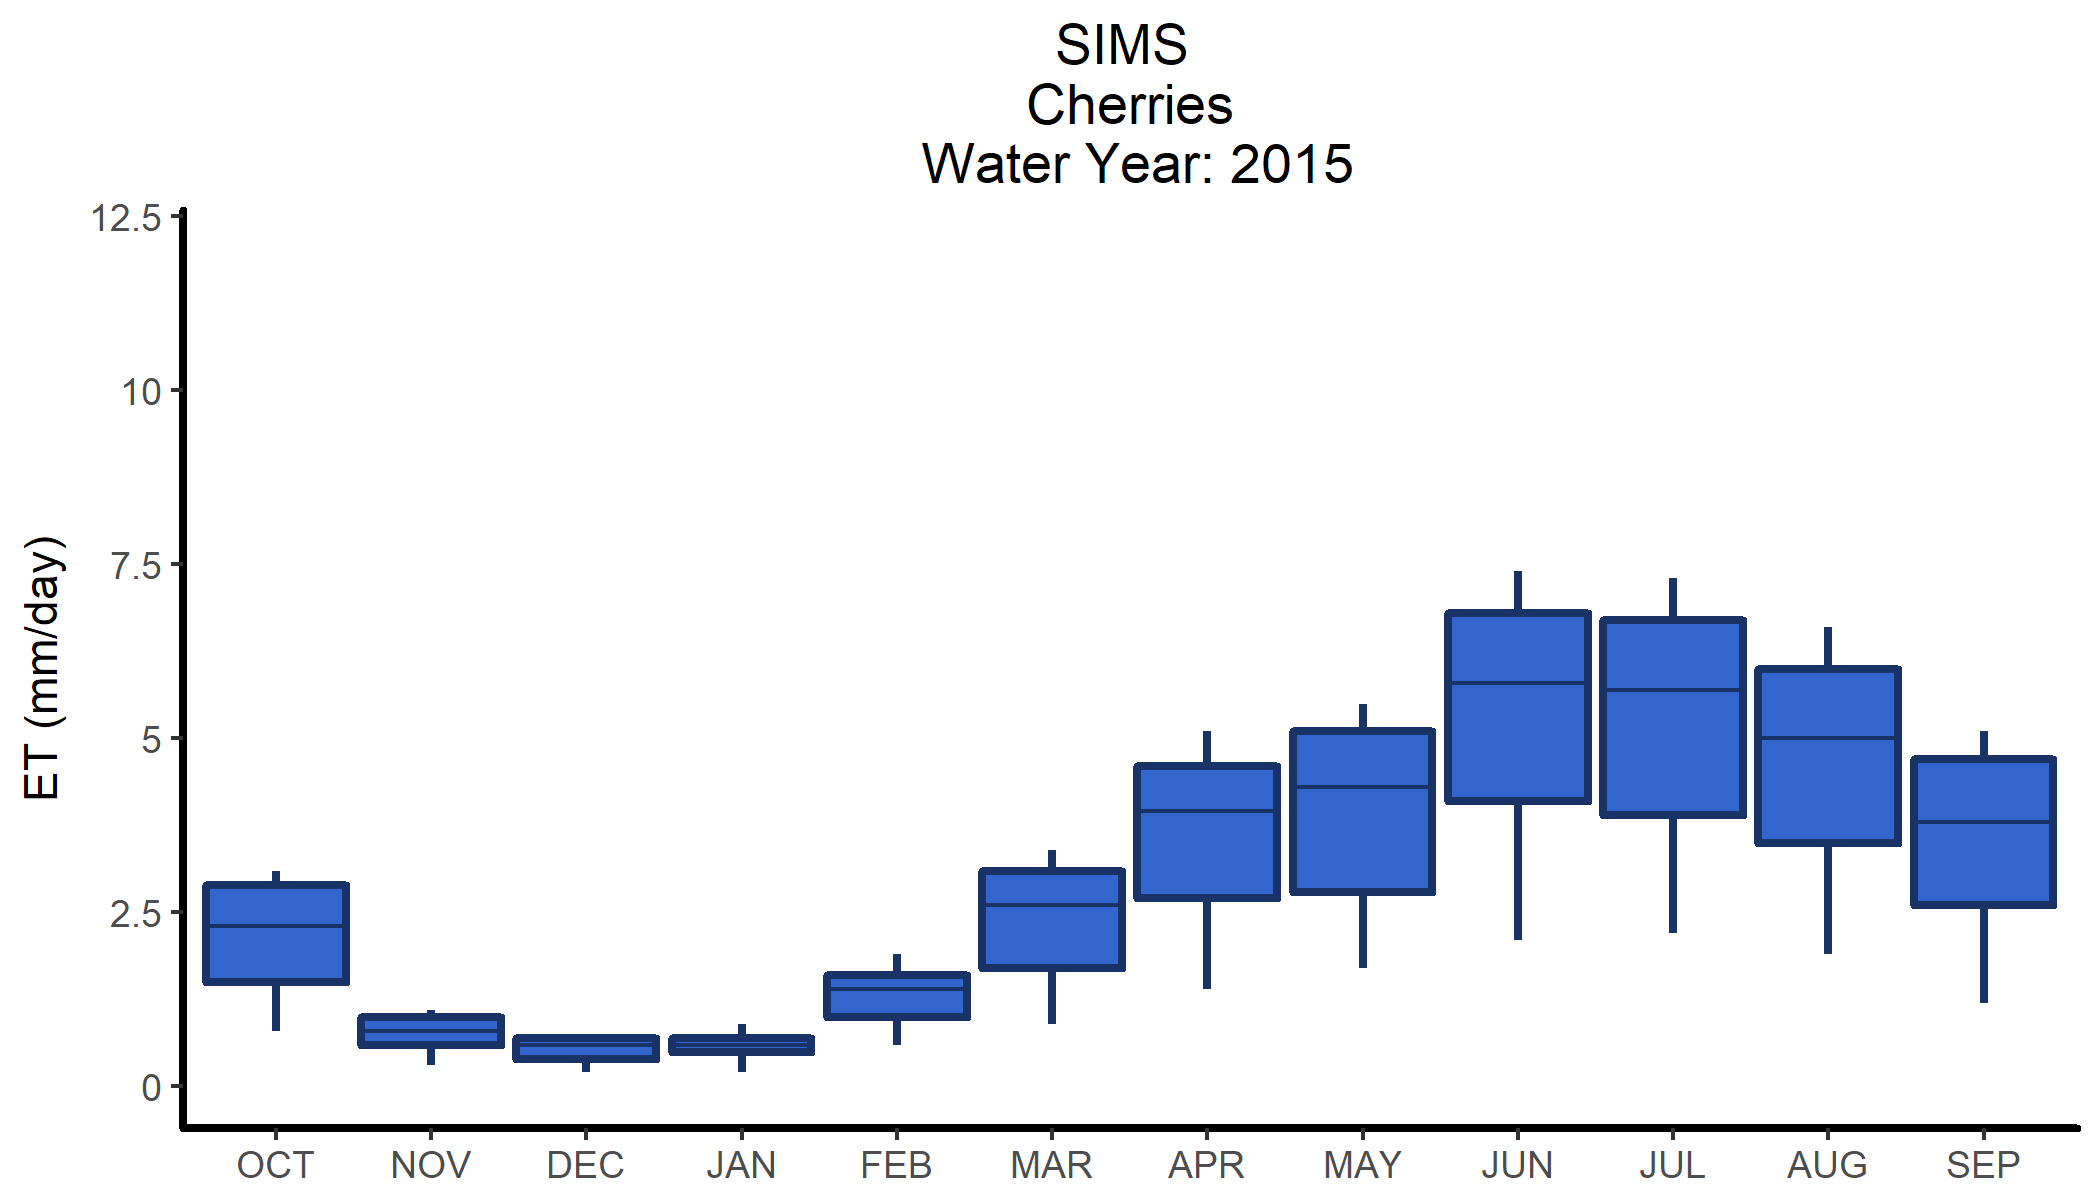 SIMS
Cherries
Water Year: 2015
12.5
10
7.5
5
2.5
0
ET (mm/day)
OCT NOV DEC JAN FEB MAR APR MAY JUN JUL AUG SEP